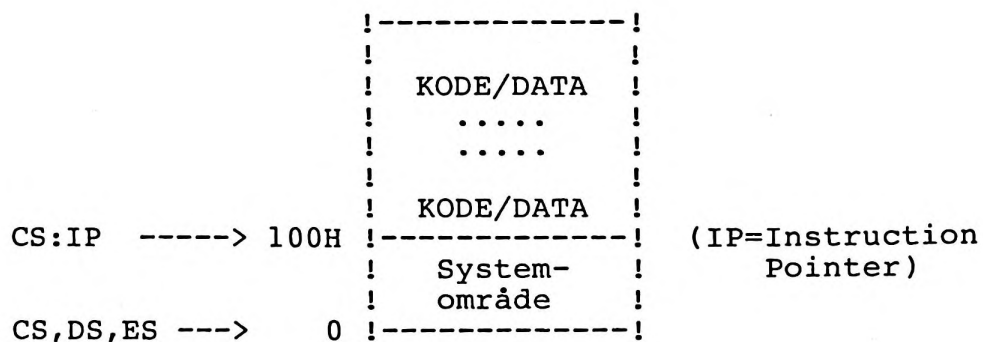 !-------------!
!             !
!  KODE/DATA  !
!    .....    !
!    .....    !
!             !
!  KODE/DATA  !
CS:IP -----> 100H !-------------! (IP=Instruction
!   System-   ! Pointer)
!   område    !
CS,DS,ES ---> 0 !-------------!